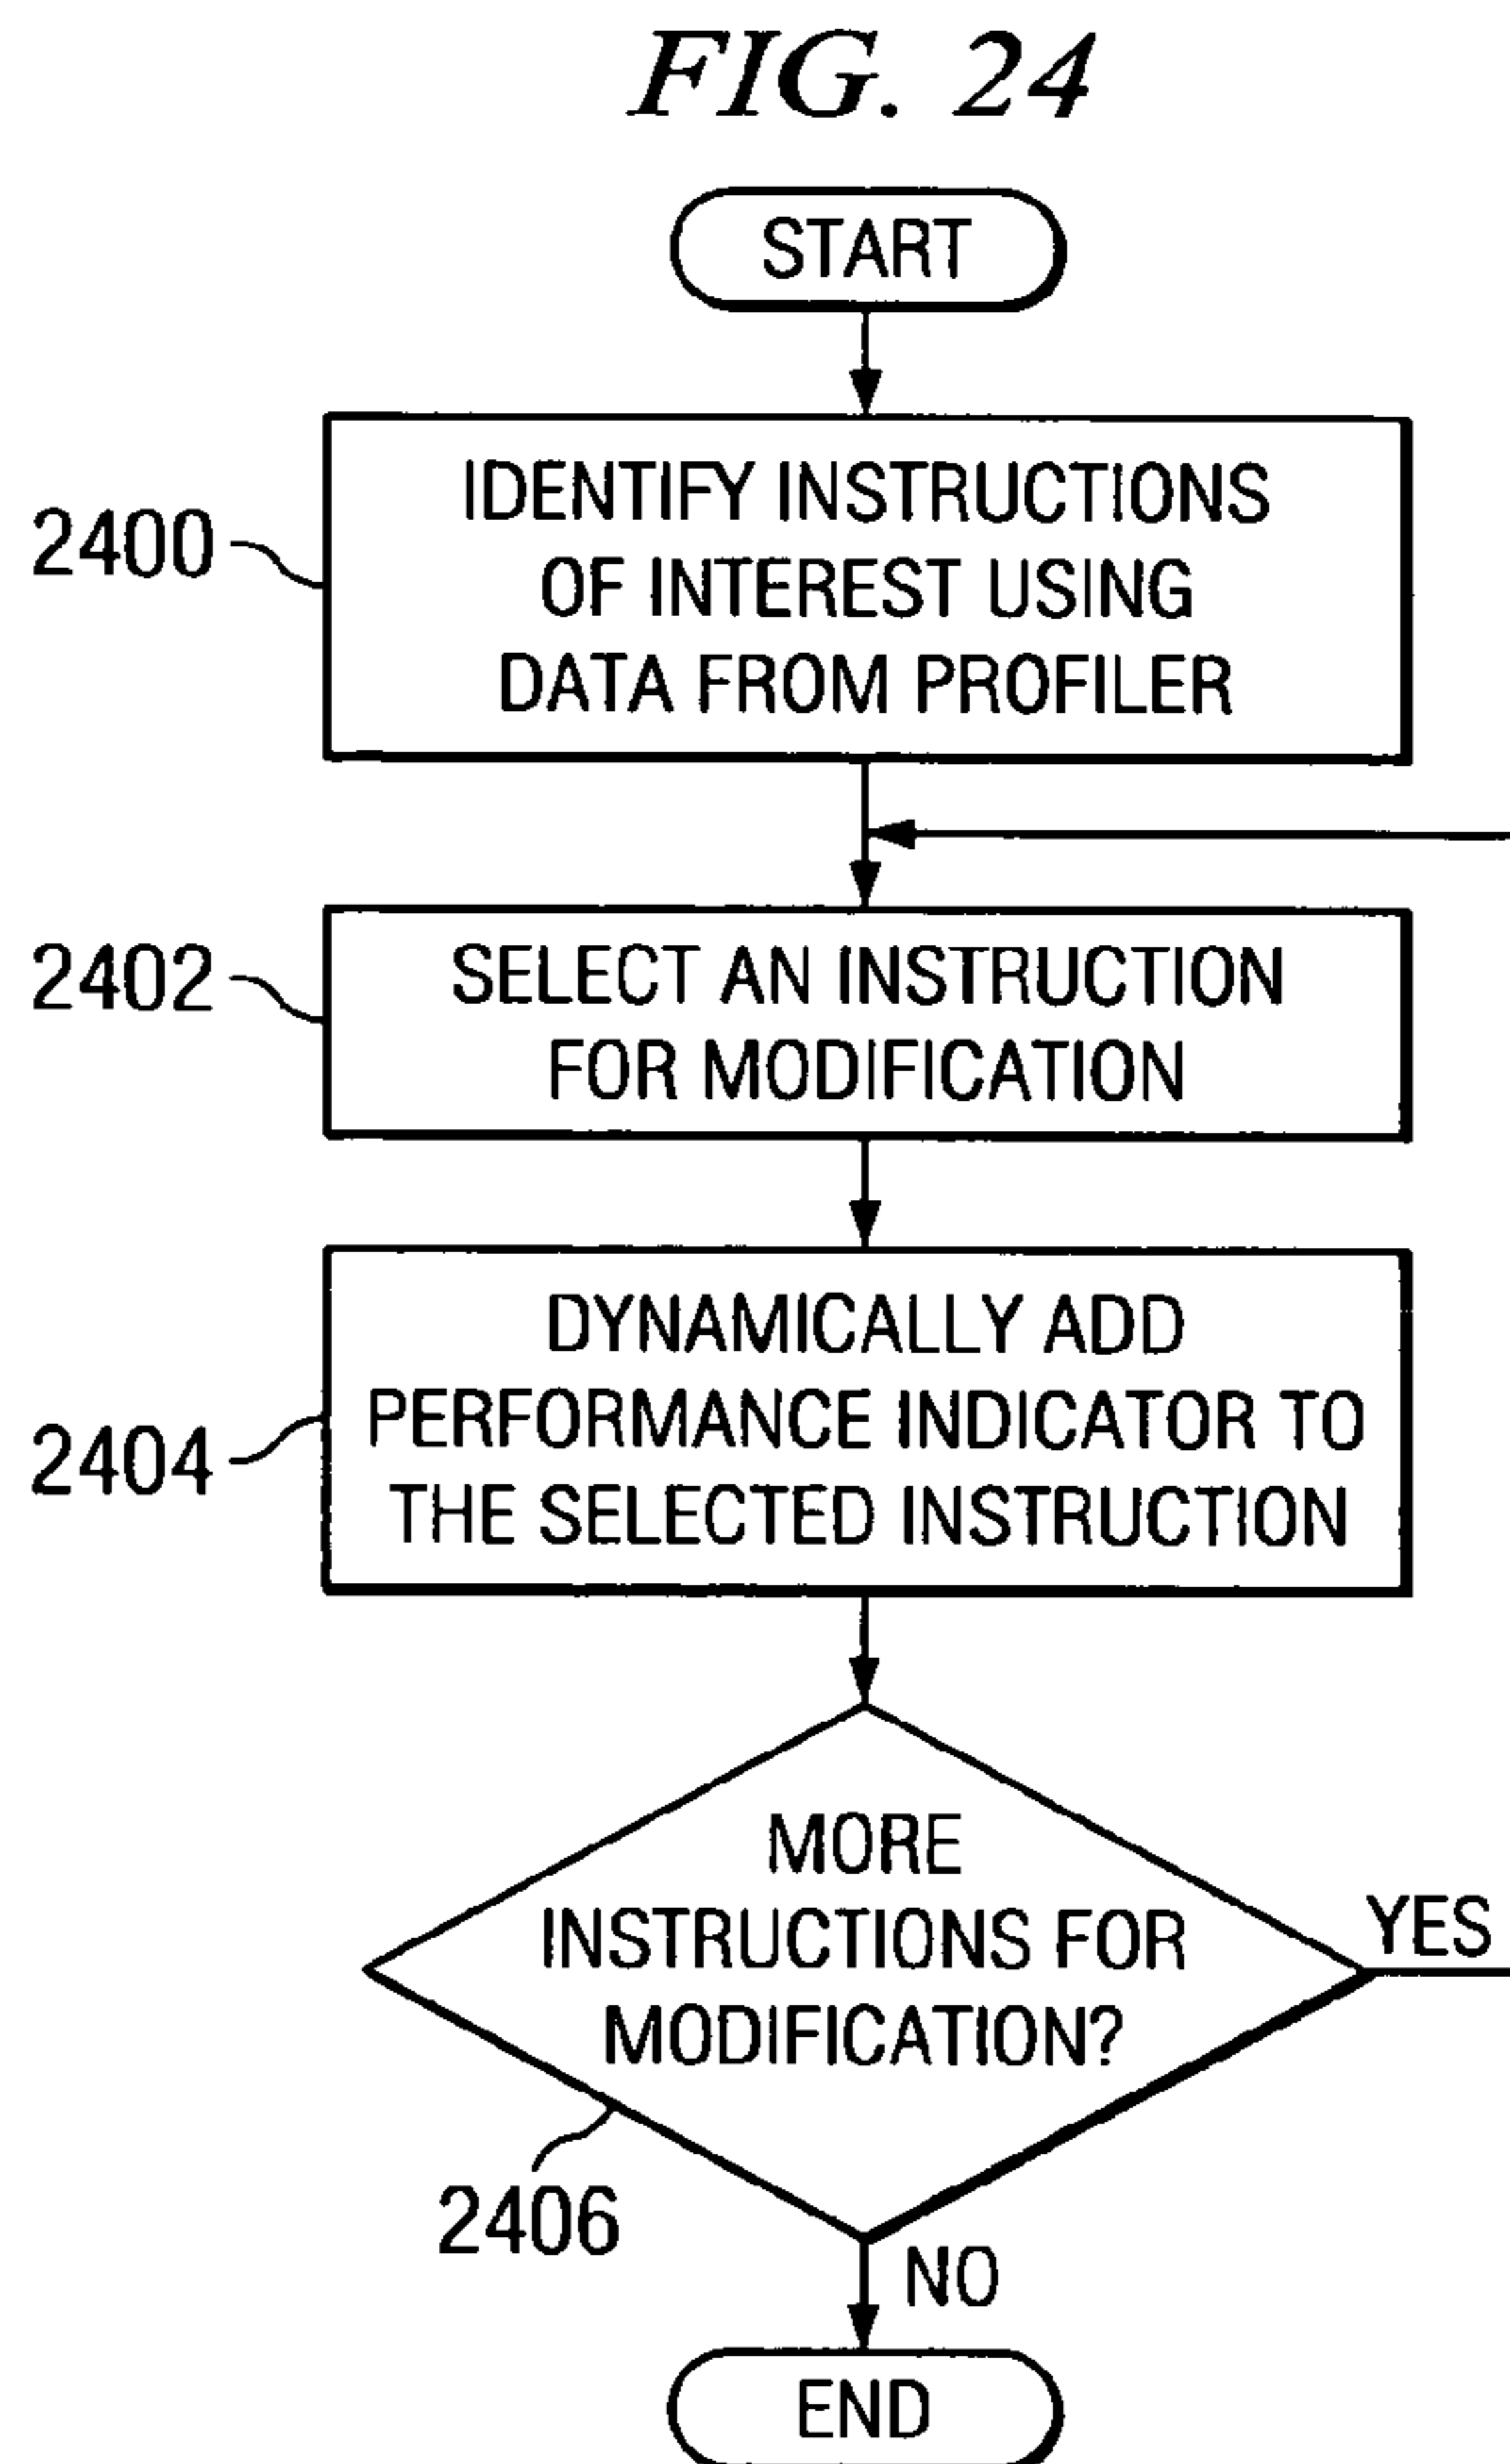 FIG. 24
START
2400
IDENTIFY INSTRUCTIONS
OF INTEREST USING
DATA FROM PROFILER
2402
SELECT AN INSTRUCTION
FOR MODIFICATION
2404
DYNAMICALLY ADD
PERFORMANCE INDICATOR TO
THE SELECTED INSTRUCTION
MORE
INSTRUCTIONS FOR
MODIFICATION?
YES
2406
NO
END